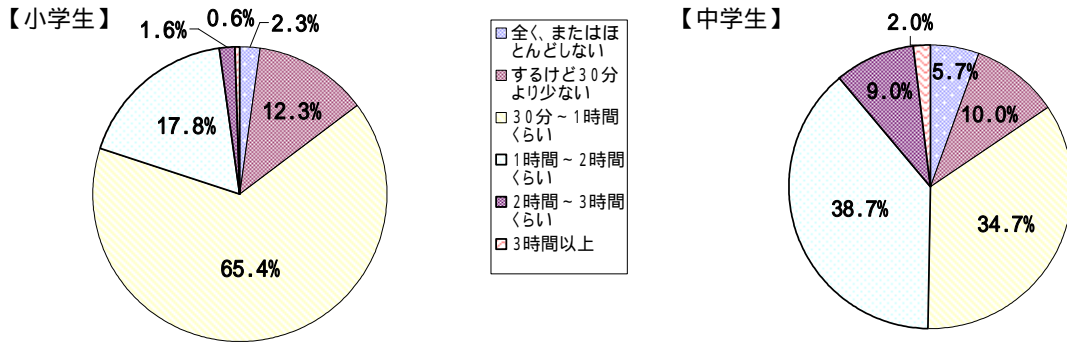 【小学生】
1.6%
0.6%
2.3%
12.3%
17.8%
65.4%
全く、またはほ
とんどしない
するけど30分
より少ない
30分~1時間
くらい
1時間~2時間
くらい
2時間~3時間
くらい
3時間以上
【中学生】
2.0%
5.7%
9.0%
10.0%
38.7%
34.7%